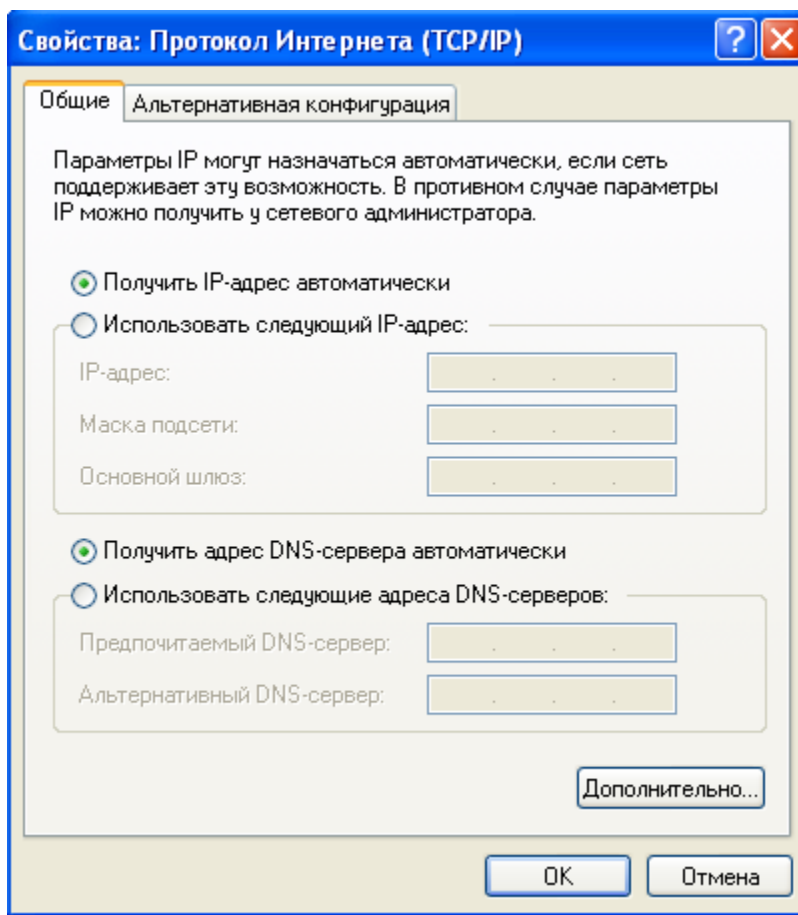 Свойства: Протокол Интернета (TCP/IP)
Общие
Альтернативная конфигурация
Параметры IP могут назначаться автоматически, если сеть
поддерживает эту возможность. В противном случае параметры
IP можно получить у сетевого администратора.
Получить IP-адрес автоматически
Использовать следующий IP-адрес:
IP-адрес:
Маска подсети:
Основной шлюз:
Получить адрес DNS-сервера автоматически
Использовать следующие адреса DNS-серверов:
Предпочитаемый DNS-сервер:
Альтернативный DNS-сервер:
Дополнительно...
OK
Отмена